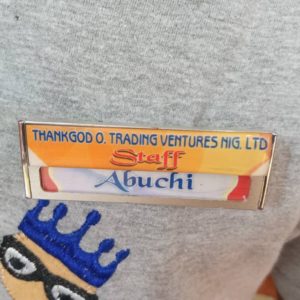 THANKGOD O. TRADING VENTURES NIG. LTD
Staff
Abuchi